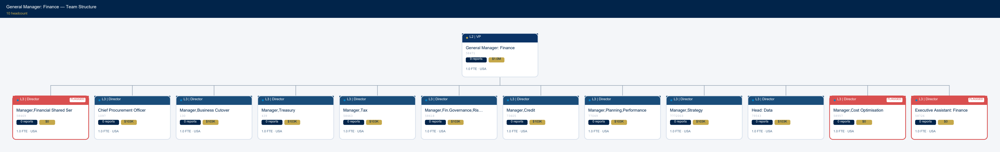 General Manager: Finance — Team Structure
10 headcount
L2 | VP
General Manager: Finance
58471
9 reports $1.0M
1.0 FTE · USA
L3 | Director FLAGGED
Manager,Financial Shared Ser
58469
0 reports $0
1.0 FTE · USA
L3 | Director
Chief Procurement Officer
1097
0 reports $103K
1.0 FTE · USA
L3 | Director
Manager,Business Cutover
130
0 reports $103K
1.0 FTE · USA
L3 | Director
Manager,Treasury
439
0 reports $103K
1.0 FTE · USA
L3 | Director
Manager,Tax
58463
0 reports $103K
1.0 FTE · USA
L3 | Director
Manager,Fin.Governance,Ris…
58618
0 reports $103K
1.0 FTE · USA
L3 | Director
Manager,Credit
73605
0 reports $103K
1.0 FTE · USA
L3 | Director
Manager,Planning,Performance
77049
0 reports $103K
1.0 FTE · USA
L3 | Director
Manager,Strategy
7772003
0 reports $103K
1.0 FTE · USA
L3 | Director
Head: Data
79543
0 reports $103K
1.0 FTE · USA
L3 | Director FLAGGED
Manager,Cost Optimisation
58957
0 reports $0
1.0 FTE · USA
L3 | Director FLAGGED
Executive Assistant: Finance
58726
0 reports $0
1.0 FTE · USA